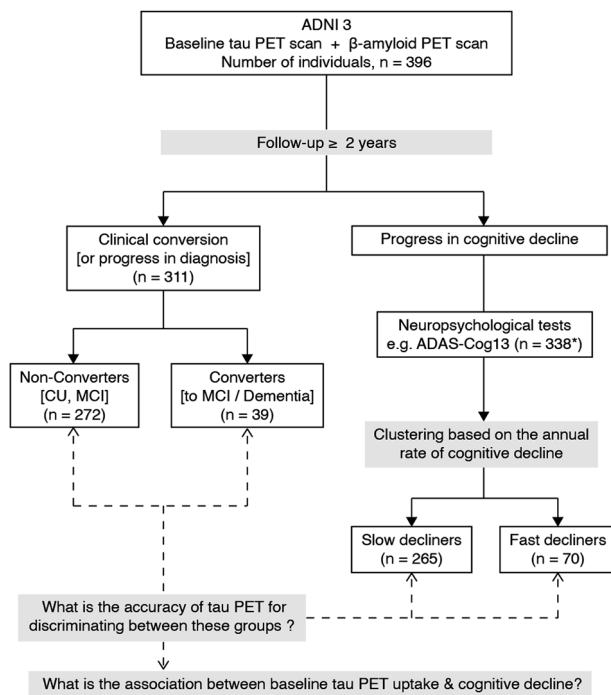 ADNI 3
Baseline tau PET scan + β-amyloid PET scan
Number of individuals, n = 396
Follow-up ≥ 2 years
Clinical conversion
[or progress in diagnosis]
(n = 311)
Progress in cognitive decline
Neuropsychological tests
e.g. ADAS-Cog13 (n = 338*)
Non-Converters
[CU, MCI]
(n = 272)
Converters
[to MCI / Dementia]
(n = 39)
Clustering based on the annual
rate of cognitive decline
Slow decliners
(n = 265)
Fast decliners
(n = 70)
What is the accuracy of tau PET for
discriminating between these groups ?
What is the association between baseline tau PET uptake & cognitive decline?